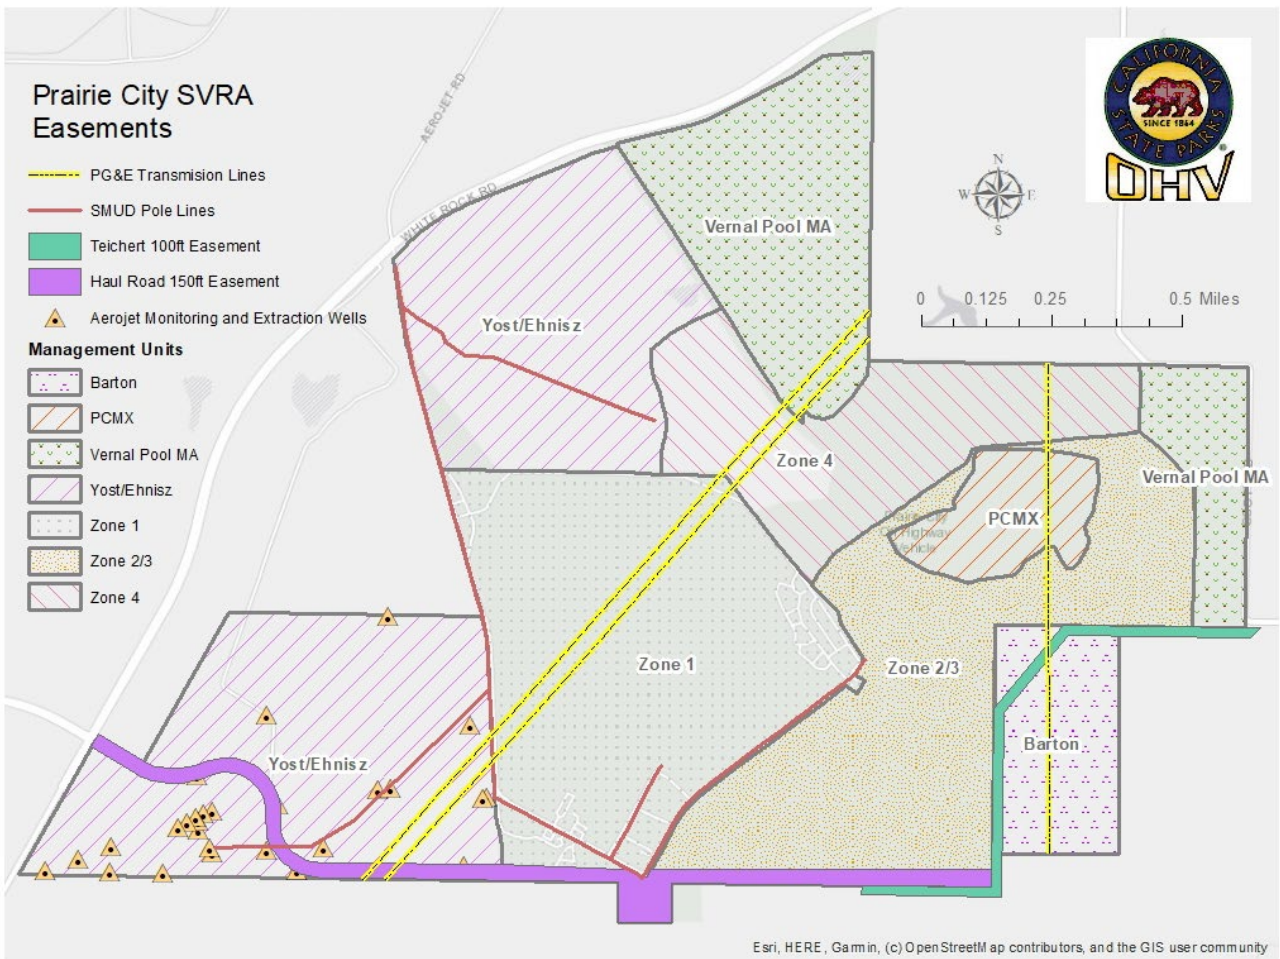 Prairie City SVRA
Easements
PG&E Transmision Lines
SMUD Pole Lines
Teichert 100ft Easement
Haul Road 150ft Easement
Aerojet Monitoring and Extraction Wells
Management Units
Barton
PCMX
Vernal Pool MA
Yost/Ehnisz
Zone 1
Zone 2/3
Zone 4
AEROJET RD
WHITE ROCK RD
CALIFORNIA
STATE PARKS
SINCE 1864
OHV
®
N
W E
S
0 0.125 0.25 0.5 Miles
Vernal Pool MA
Yost/Ehnisz
Zone 4
Vernal Pool MA
PCMX
Prairie City
Highway
Vehicle
Zone 1
Zone 2/3
Barton
Yost/Ehnisz
Esri, HERE, Garmin, (c) OpenStreetMap contributors, and the GIS user community